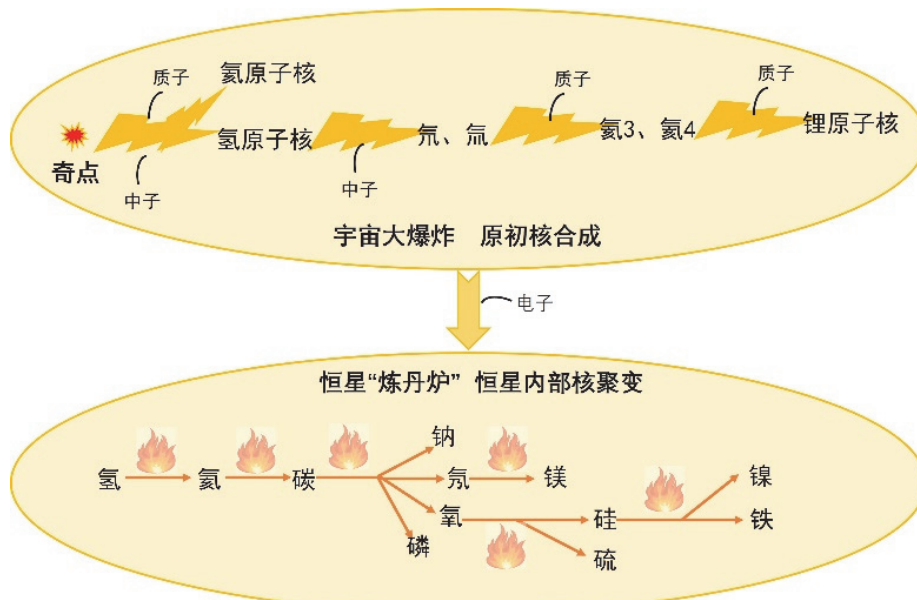 质子
氦原子核
奇点
中子
氢原子核
中子
氘、氚
质子
氦3、氦4
质子
锂原子核
宇宙大爆炸 原初核合成
电子
恒星“炼丹炉” 恒星内部核聚变
氢
氦
碳
钠
氖
镁
氧
磷
硅
硫
镍
铁